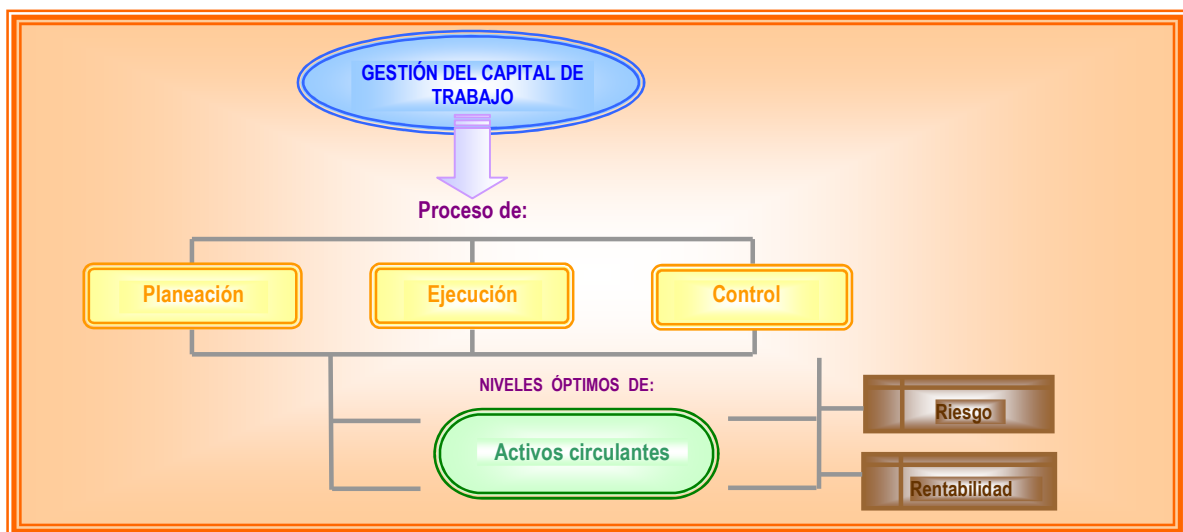 GESTIÓN DEL CAPITAL DE
TRABAJO
Proceso de:
Planeación
Ejecución
Control
NIVELES ÓPTIMOS DE:
Activos circulantes
Riesgo
Rentabilidad